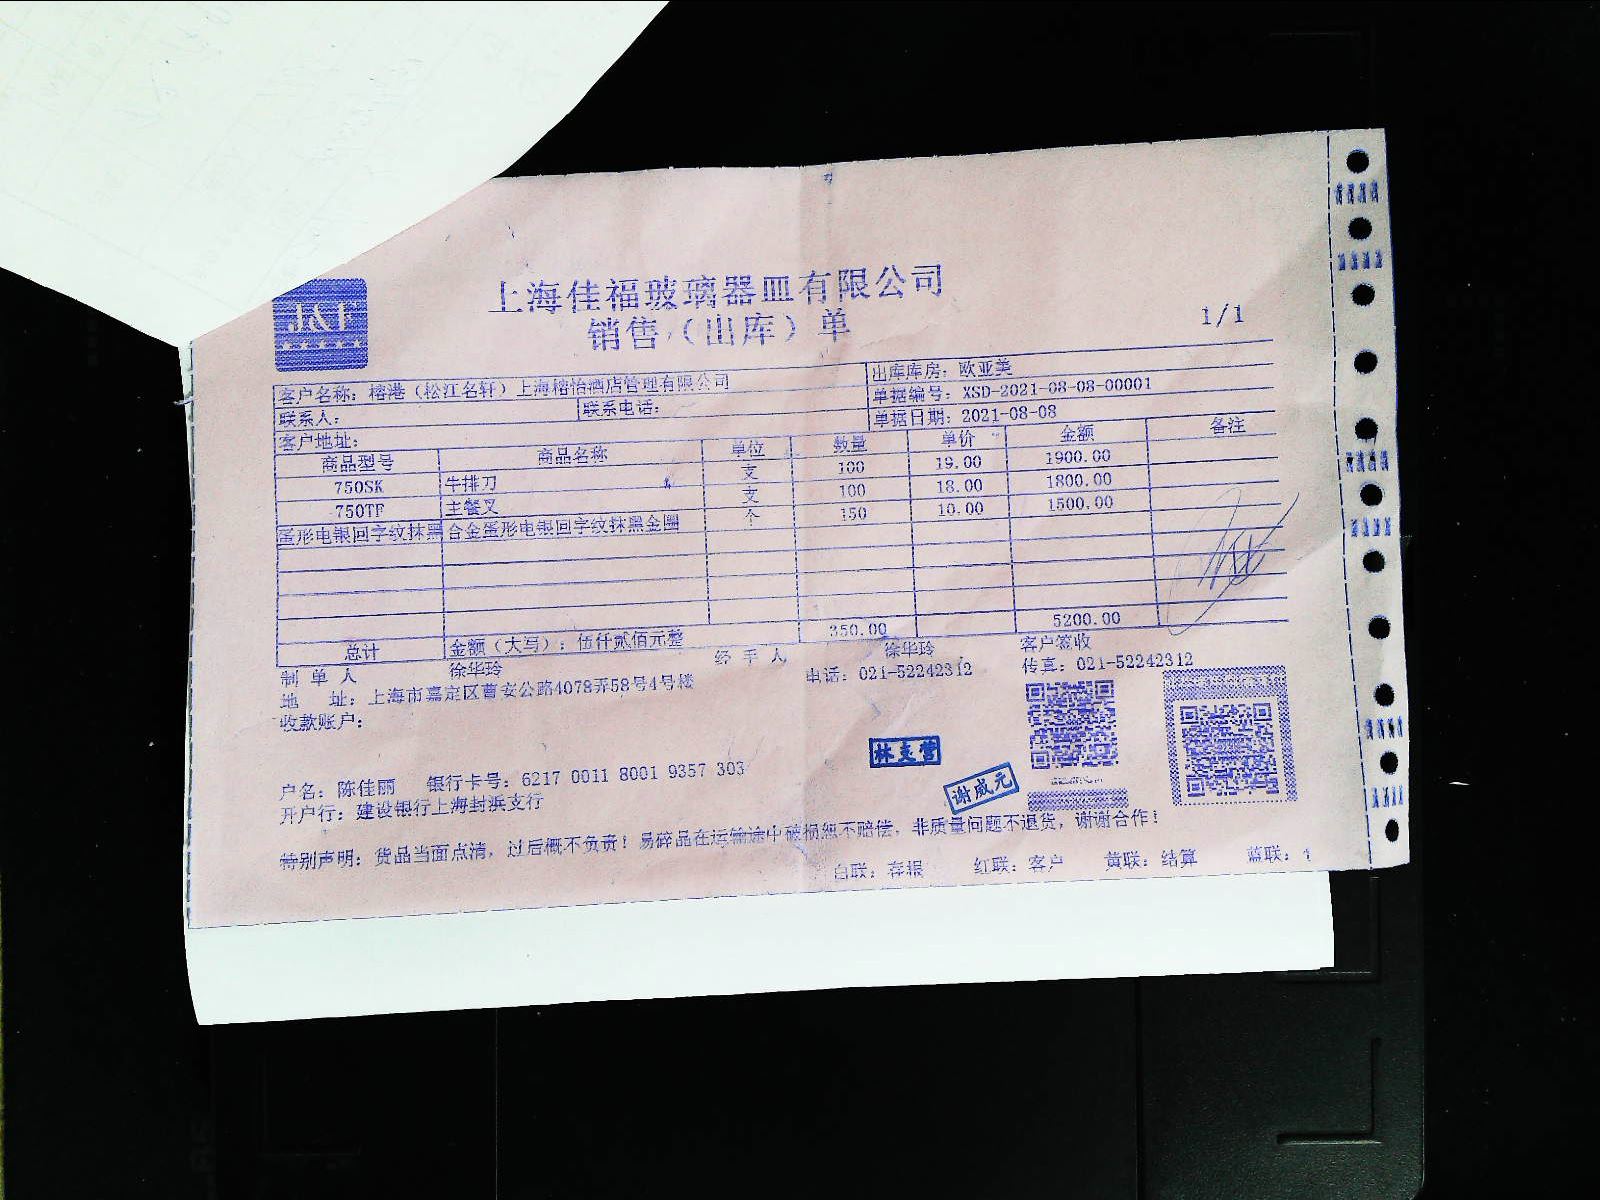 J&F
上海佳福玻璃器皿有限公司
销售（出库）单
1/1
客户名称：榕港（松江名轩）上海榕怡酒店管理有限公司
出库库房：欧亚美
联系人：
联系电话：
单据编号：XSD-2021-08-08-00001
客户地址：
单据日期：2021-08-08
商品型号 商品名称 单位 数量 单价 金额 备注
750SK 牛排刀 支 100 19.00 1900.00
750TF 主餐叉 支 100 18.00 1800.00
蛋形电银回字纹抹黑 合金蛋形电银回字纹抹黑金圈 个 150 10.00 1500.00
总计 金额（大写）：伍仟贰佰元整 350.00 5200.00
制单人 徐华玲 经手人 徐华玲 客户签收
地 址：上海市嘉定区曹安公路4078弄58号4号楼 电话：021-52242312 传真：021-52242312
收款账户：
林支营
谢威元
户名：陈佳丽 银行卡号：6217 0011 8001 9357 303
开户行：建设银行上海封浜支行
特别声明：货品当面点清，过后概不负责！易碎品在运输途中破损恕不赔偿，非质量问题不退货，谢谢合作！
白联：存根 红联：客户 黄联：结算 蓝联：